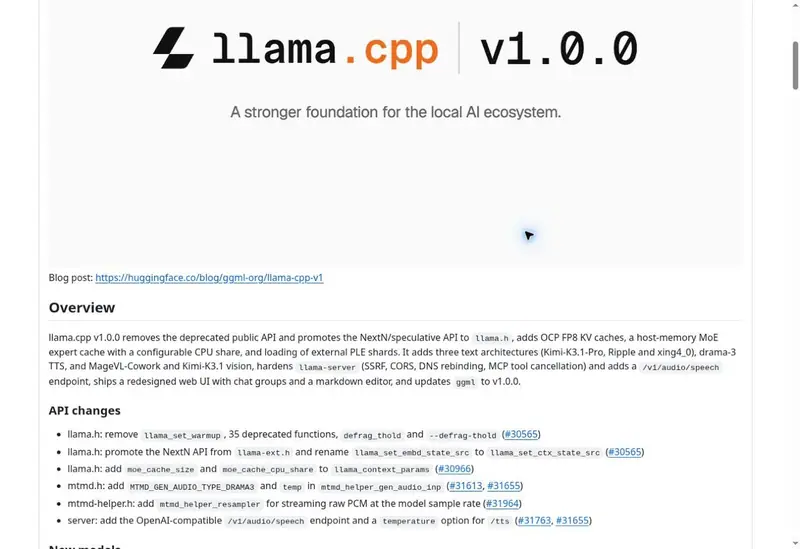 llama.cpp | v1.0.0
A stronger foundation for the local AI ecosystem.
Blog post: https://huggingface.co/blog/ggml-org/llama-cpp-v1
Overview
llama.cpp v1.0.0 removes the deprecated public API and promotes the NextN/speculative API to llama.h , adds OCP FP8 KV caches, a host-memory MoE
expert cache with a configurable CPU share, and loading of external PLE shards. It adds three text architectures (Kimi-K3.1-Pro, Ripple and xing4_0), drama-3
TTS, and MageVL-Cowork and Kimi-K3.1 vision, hardens llama-server (SSRF, CORS, DNS rebinding, MCP tool cancellation) and adds a /v1/audio/speech
endpoint, ships a redesigned web UI with chat groups and a markdown editor, and updates ggml to v1.0.0.
API changes
• llama.h: remove llama_set_warmup , 35 deprecated functions, defrag_thold and --defrag-thold (#30565)
• llama.h: promote the NextN API from llama-ext.h and rename llama_set_embd_state_src to llama_set_ctx_state_src (#30565)
• llama.h: add moe_cache_size and moe_cache_cpu_share to llama_context_params (#30966)
• mtmd.h: add MTMD_GEN_AUDIO_TYPE_DRAMA3 and temp in mtmd_helper_gen_audio_inp (#31613, #31655)
• mtmd-helper.h: add mtmd_helper_resampler for streaming raw PCM at the model sample rate (#31964)
• server: add the OpenAI-compatible /v1/audio/speech endpoint and a temperature option for /tts (#31763, #31655)
New models